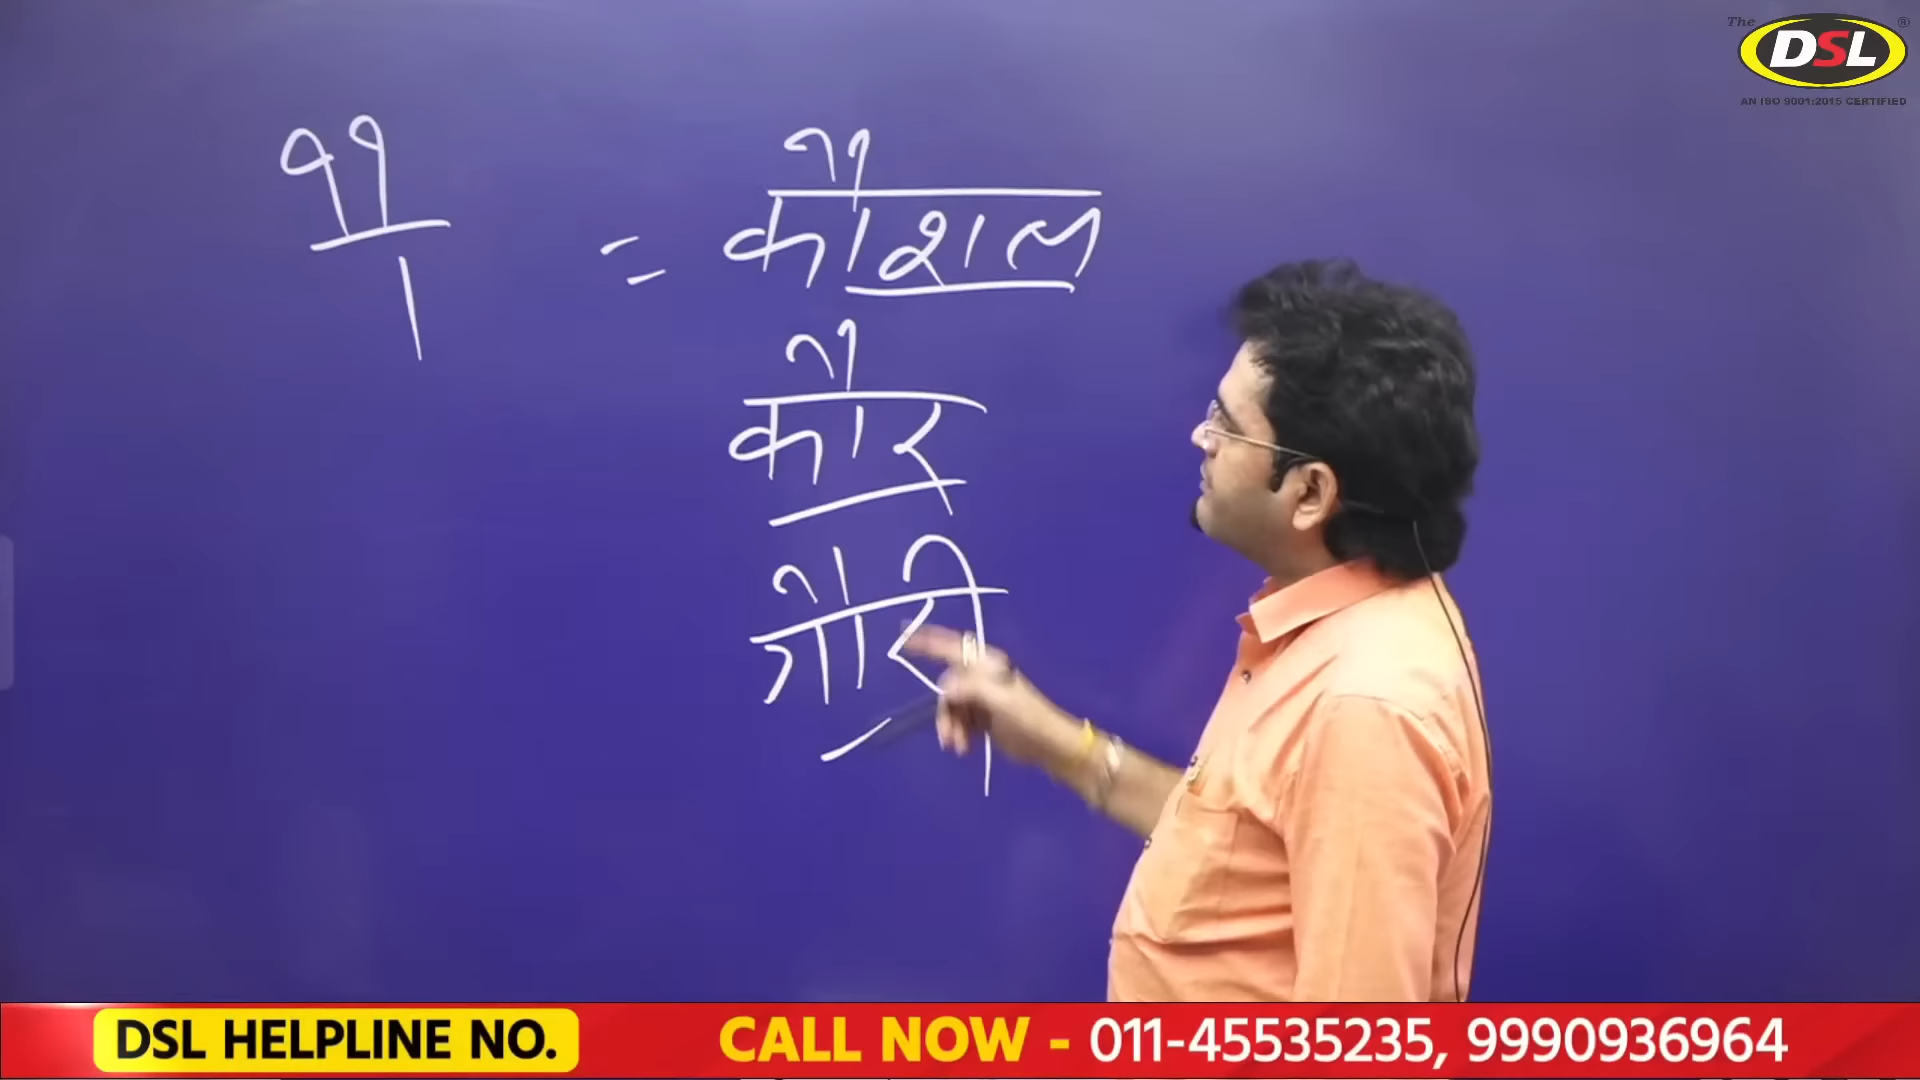 The DSL ®
AN ISO 9001:2015 CERTIFIED
ौ = कौशल
कौर
गौरी
DSL HELPLINE NO. CALL NOW - 011-45535235, 9990936964